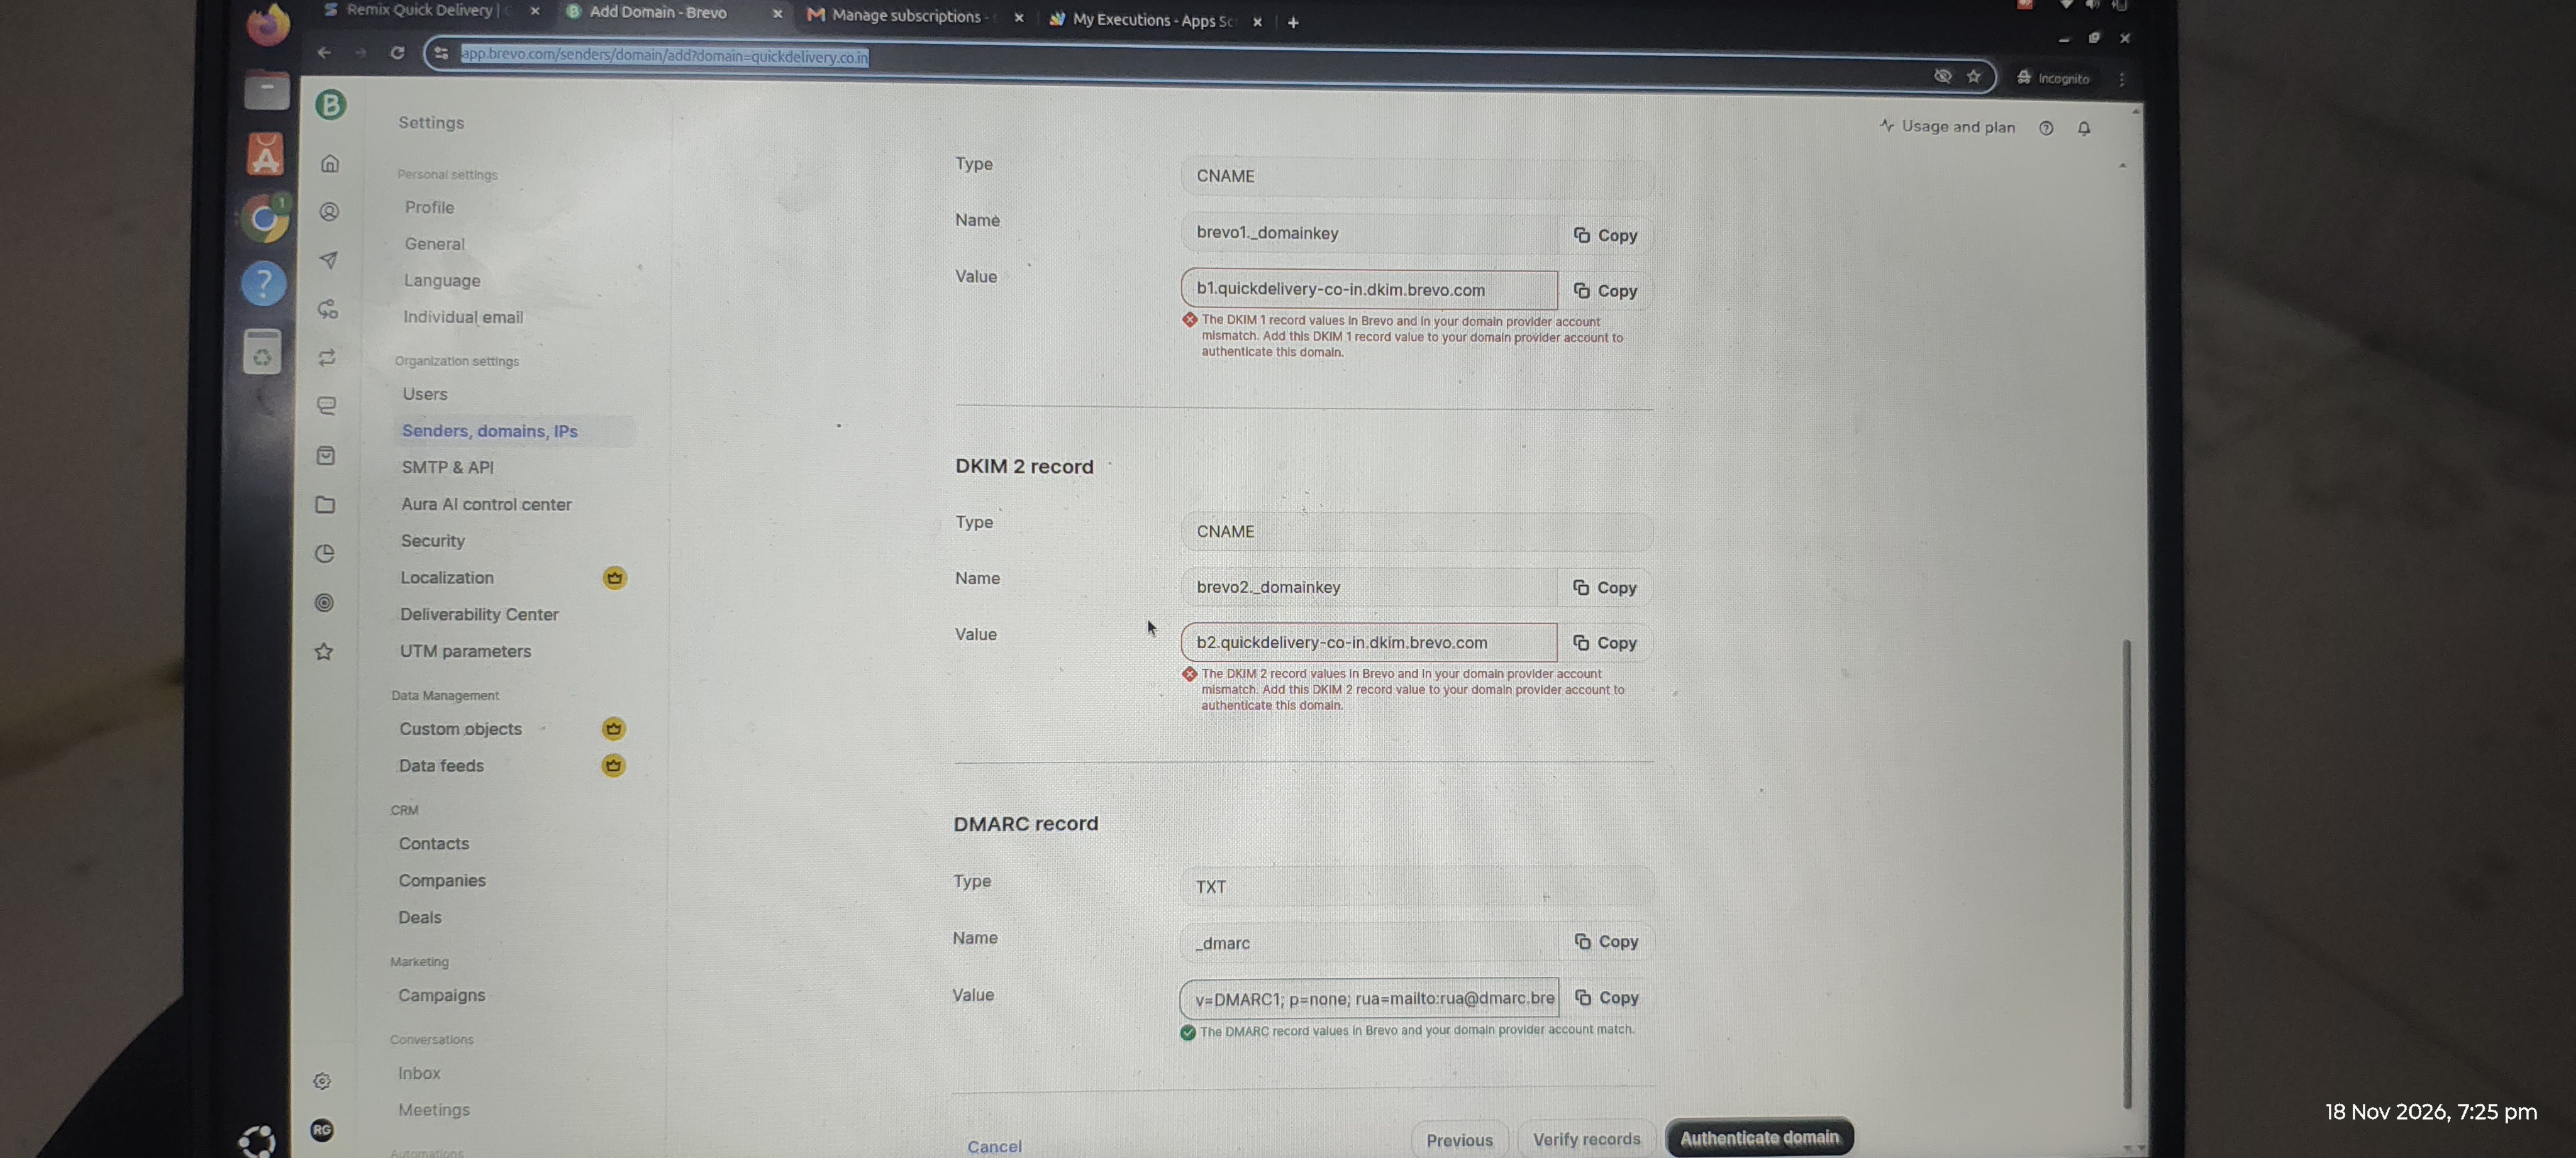 Remix Quick Delivery |
Add Domain - Brevo
Manage subscriptions -
My Executions - Apps Sc
app.brevo.com/senders/domain/add?domain=quickdelivery.co.in
Incognito
Usage and plan
Settings
Personal settings
Profile
General
Language
Individual email
Organization settings
Users
Senders, domains, IPs
SMTP & API
Aura AI control center
Security
Localization
Deliverability Center
UTM parameters
Data Management
Custom objects
Data feeds
CRM
Contacts
Companies
Deals
Marketing
Campaigns
Conversations
Inbox
Meetings
Automations
RG
Type
CNAME
Name
brevo1._domainkey
Copy
Value
b1.quickdelivery-co-in.dkim.brevo.com
Copy
The DKIM 1 record values in Brevo and in your domain provider account
mismatch. Add this DKIM 1 record value to your domain provider account to
authenticate this domain.
DKIM 2 record
Type
CNAME
Name
brevo2._domainkey
Copy
Value
b2.quickdelivery-co-in.dkim.brevo.com
Copy
The DKIM 2 record values in Brevo and in your domain provider account
mismatch. Add this DKIM 2 record value to your domain provider account to
authenticate this domain.
DMARC record
Type
TXT
Name
_dmarc
Copy
Value
v=DMARC1; p=none; rua=mailto:rua@dmarc.bre
Copy
The DMARC record values in Brevo and your domain provider account match.
Cancel
Previous
Verify records
Authenticate domain
18 Nov 2026, 7:25 pm